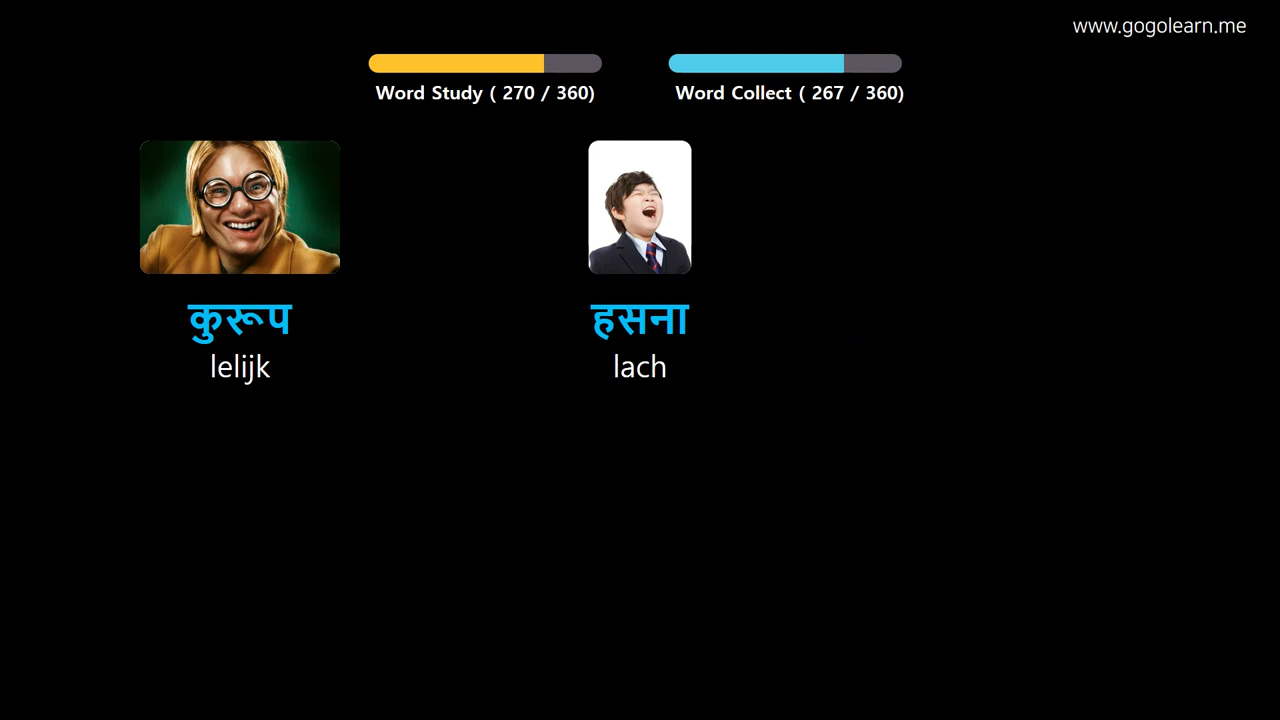 www.gogolearn.me
Word Study ( 270 / 360)
Word Collect ( 267 / 360)
कुरूप
lelijk
हसना
lach